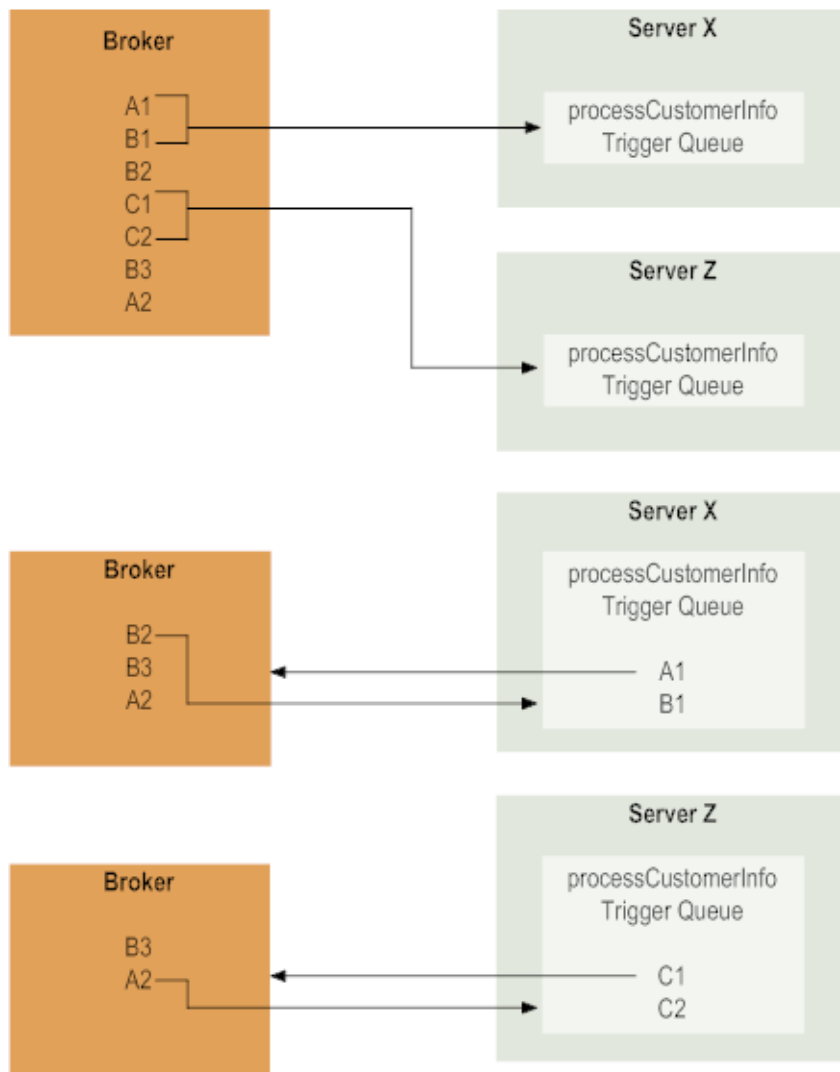 Broker
A1
B1
B2
C1
C2
B3
A2
Server X
processCustomerInfo
Trigger Queue
Server Z
processCustomerInfo
Trigger Queue
Broker
B2
B3
A2
Server X
processCustomerInfo
Trigger Queue
A1
B1
Broker
B3
A2
Server Z
processCustomerInfo
Trigger Queue
C1
C2